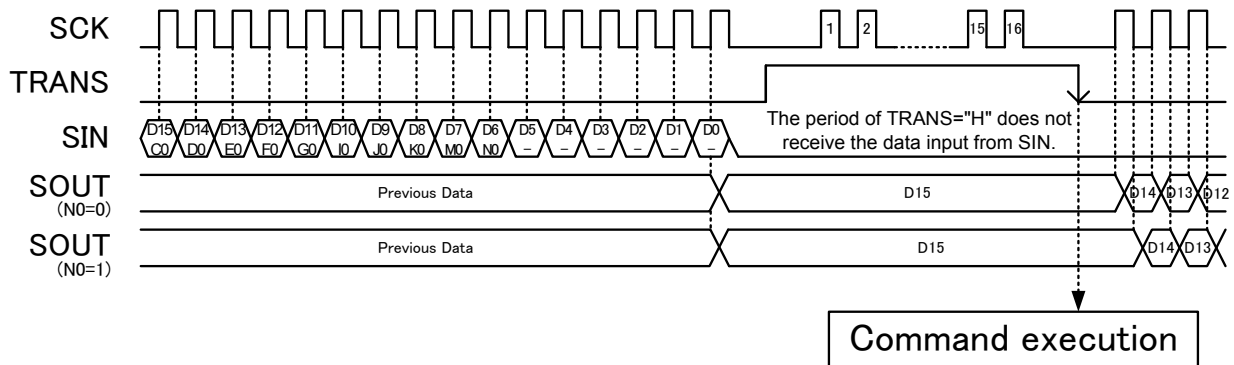 SCK
1 2 15 16
TRANS
The period of TRANS="H" does not
receive the data input from SIN.
SIN
D15 D14 D13 D12 D11 D10 D9 D8 D7 D6 D5 D4 D3 D2 D1 D0
C0 D0 E0 F0 G0 I0 J0 K0 M0 N0 - - - - - -
SOUT
(N0=0)
Previous Data
D15
D14 D13 D12
SOUT
(N0=1)
Previous Data
D15
D14 D13
Command execution